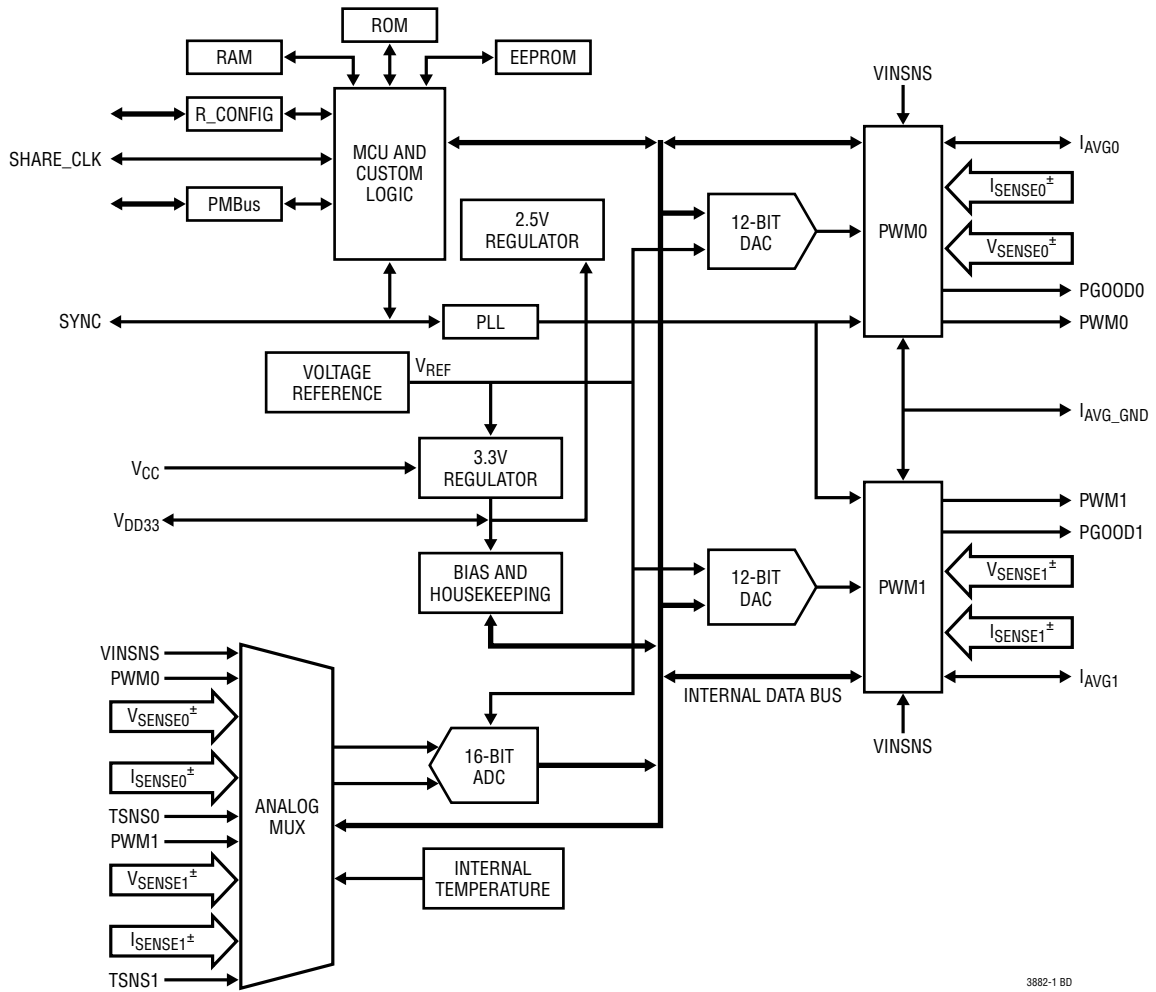 ROM
RAM
EEPROM
VINSNS
R_CONFIG
SHARE_CLK
PMBus
MCU AND
CUSTOM
LOGIC
2.5V
REGULATOR
12-BIT
DAC
PWM0
IAVG0
ISENSE0±
VSENSE0±
PGOOD0
PWM0
SYNC
PLL
VOLTAGE
REFERENCE
VREF
IAVG_GND
VCC
3.3V
REGULATOR
VDD33
BIAS AND
HOUSEKEEPING
12-BIT
DAC
PWM1
PWM1
PGOOD1
VSENSE1±
ISENSE1±
IAVG1
INTERNAL DATA BUS
VINSNS
VINSNS
PWM0
VSENSE0±
ISENSE0±
TSNS0
PWM1
VSENSE1±
ISENSE1±
TSNS1
ANALOG
MUX
16-BIT
ADC
INTERNAL
TEMPERATURE
3882-1 BD